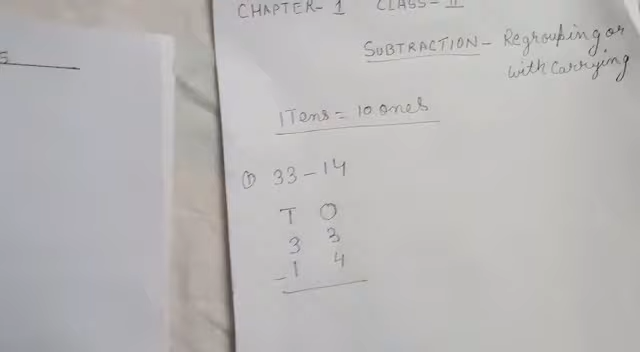 5
CHAPTER- 1 CLASS- II
SUBTRACTION- Regrouping or
with Carrying
1 Tens = 10 ones
① 33-14
T O
3 3
-1 4